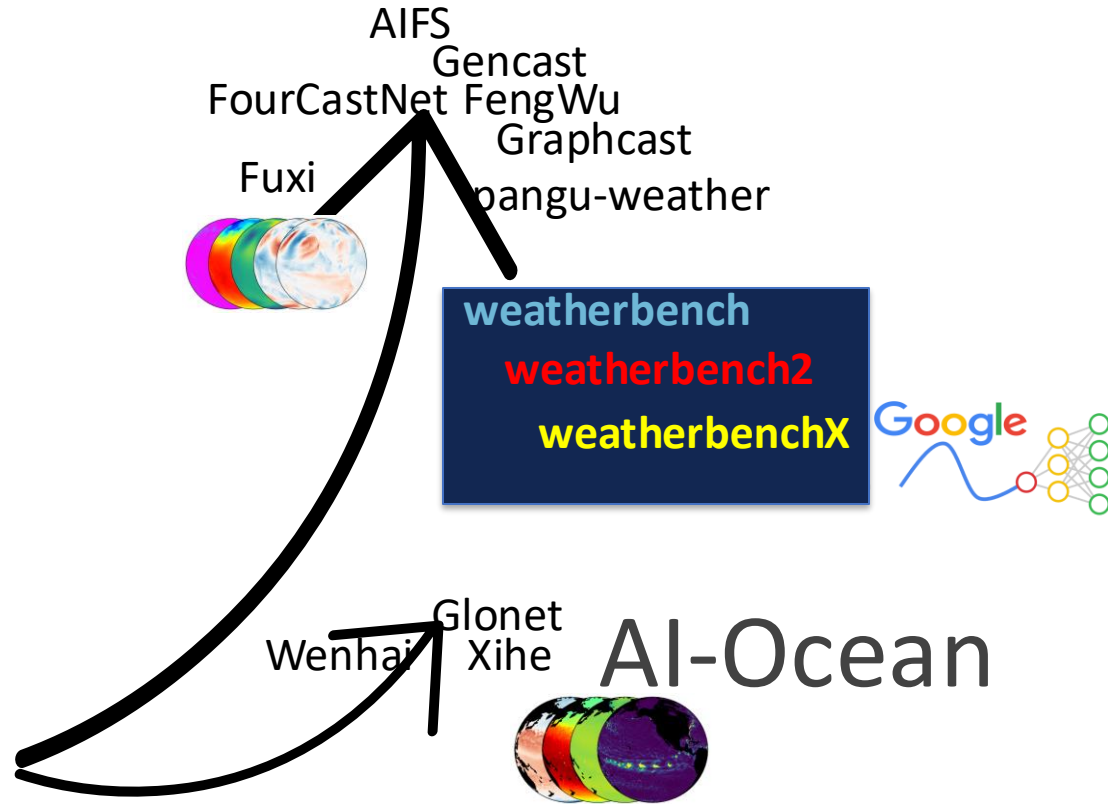 AIFS
Gencast
FourCastNet FengWu
Graphcast
Fuxi
pangu-weather
weatherbench
weatherbench2
weatherbenchX
Google
Glonet
Wenhai Xihe
AI-Ocean